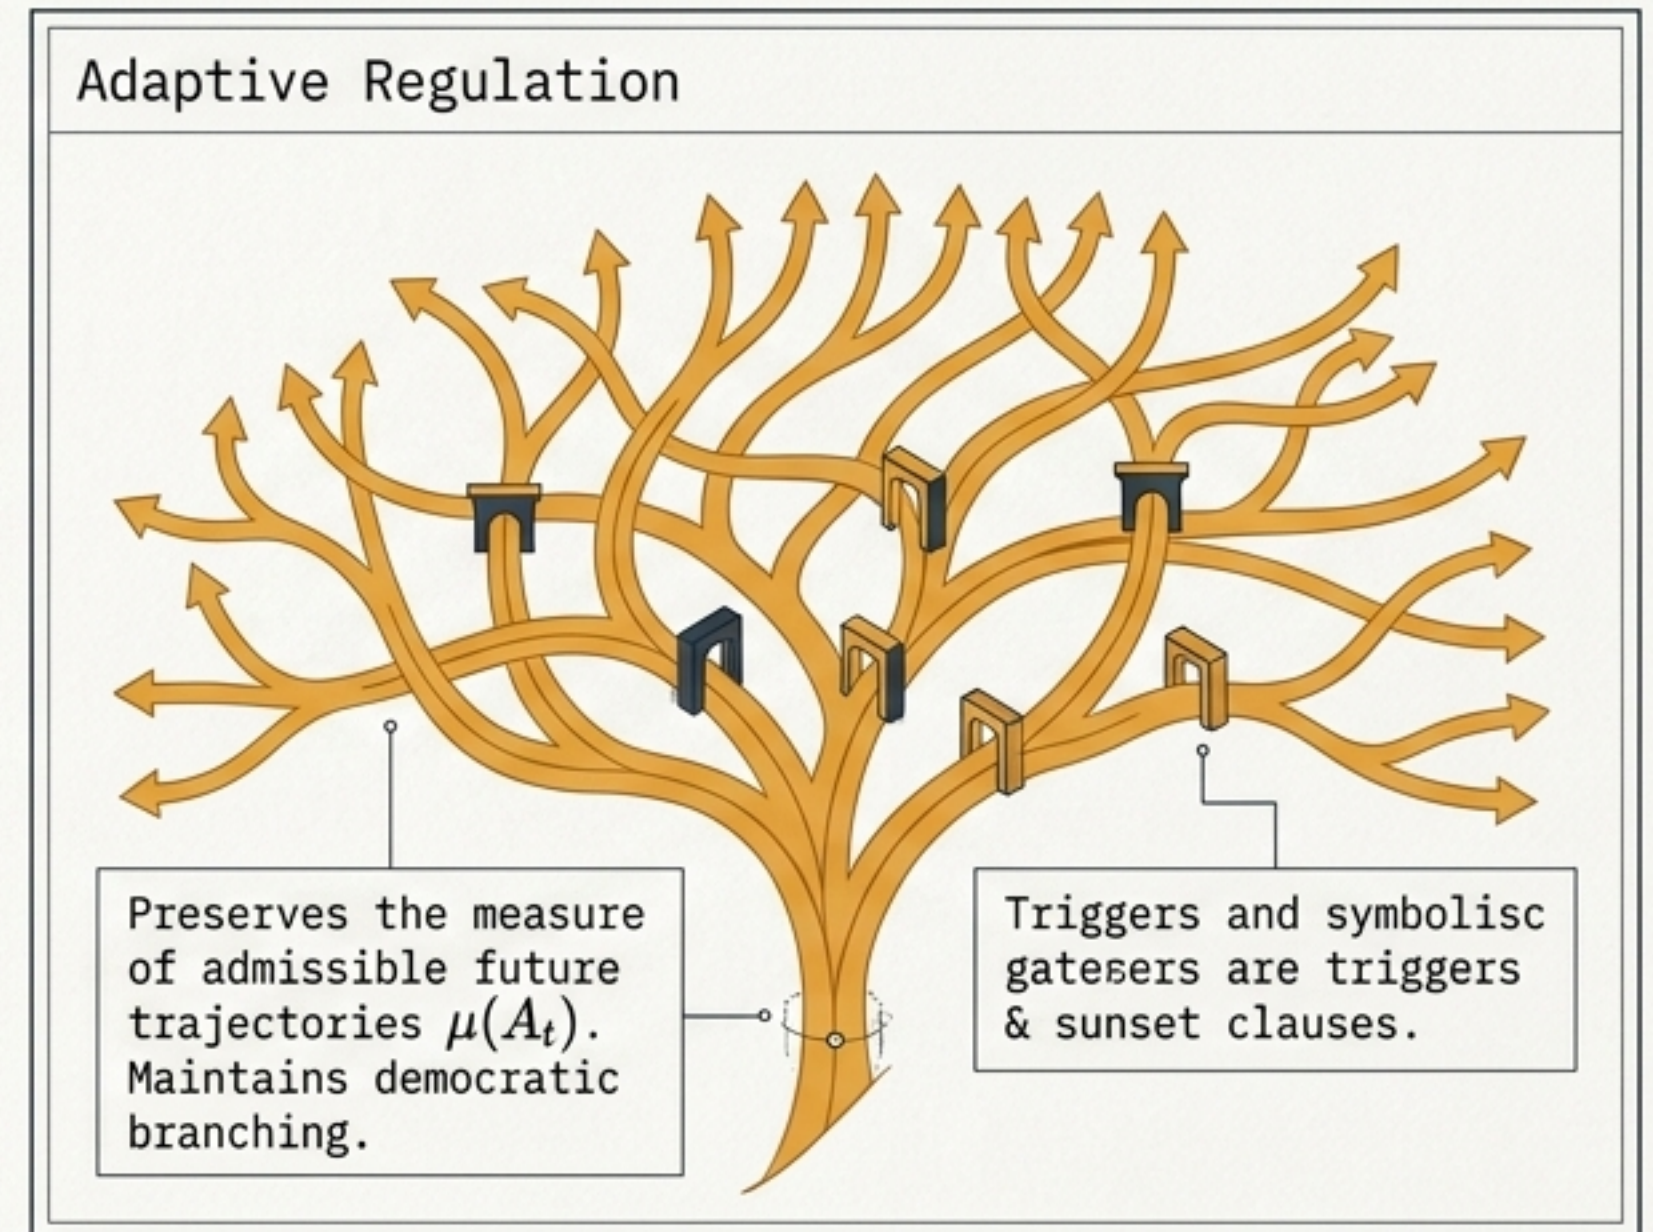 Adaptive Regulation
Preserves the measure
of admissible future
trajectories μ(Aₜ).
Maintains democratic
branching.
Triggers and symbolisc
gatesers are triggers
& sunset clauses.